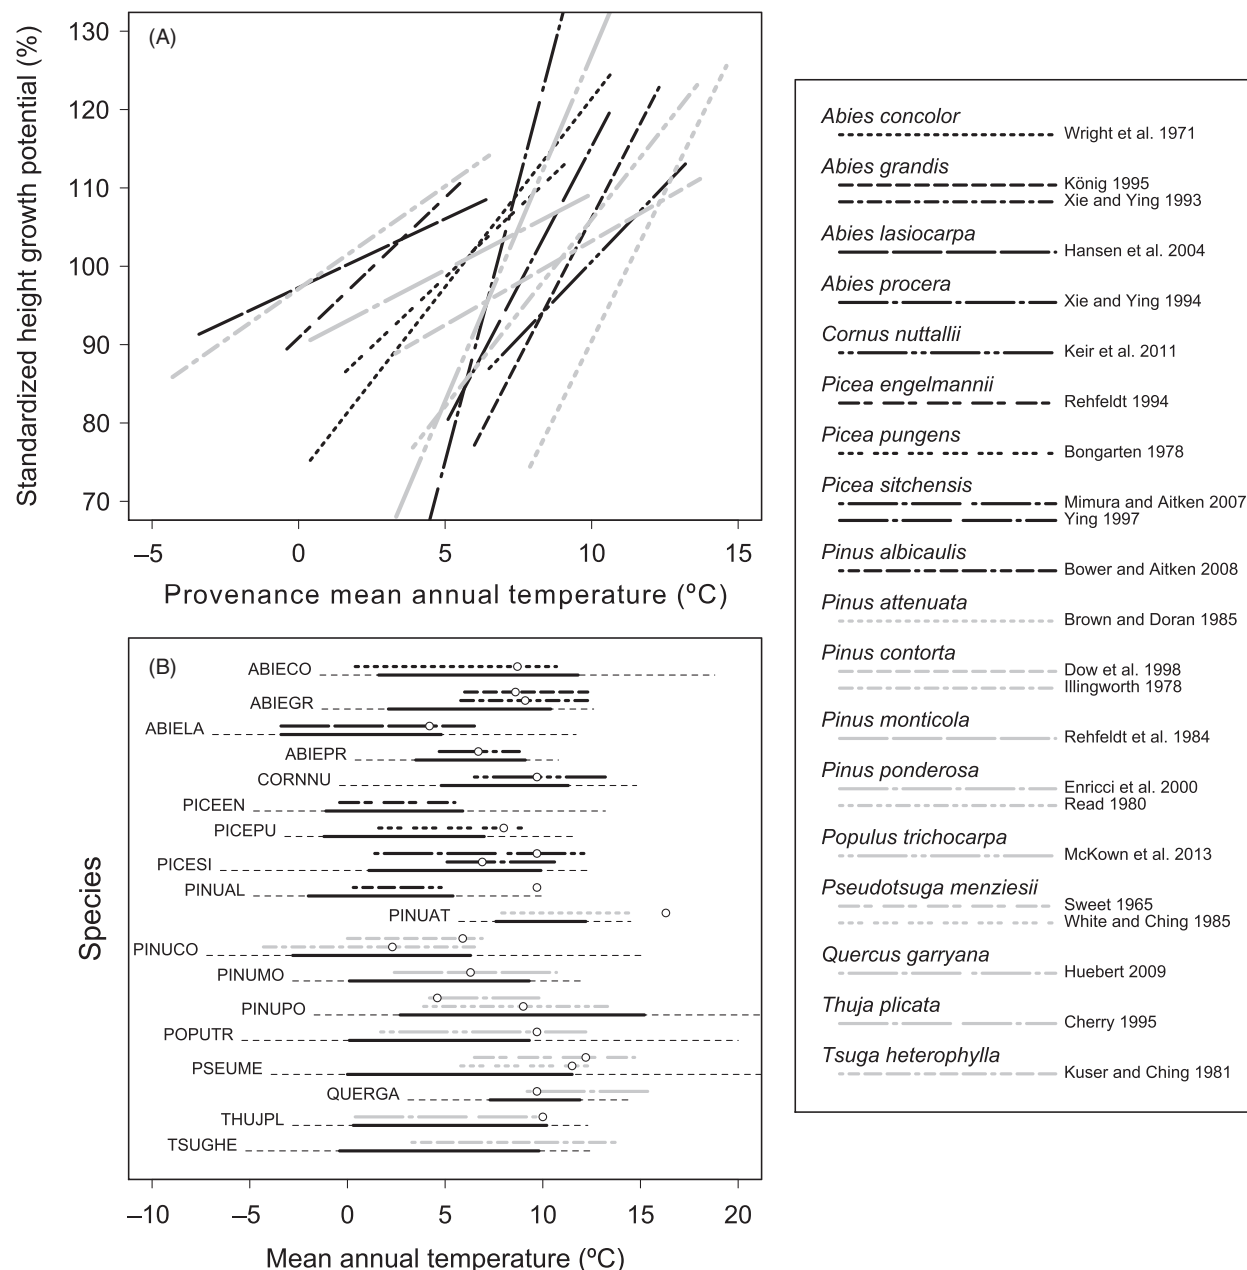 (A)
Standardized height growth potential (%)
130
120
110
100
90
80
70
–5 0 5 10 15
Provenance mean annual temperature (ºC)
(B)
Species
ABIECO
ABIEGR
ABIELA
ABIEPR
CORNNU
PICEEN
PICEPU
PICESI
PINUAL
PINUAT
PINUCO
PINUMO
PINUPO
POPUTR
PSEUME
QUERGA
THUJPL
TSUGHE
–10 –5 0 5 10 15 20
Mean annual temperature (ºC)
Abies concolor
Wright et al. 1971
Abies grandis
König 1995
Xie and Ying 1993
Abies lasiocarpa
Hansen et al. 2004
Abies procera
Xie and Ying 1994
Cornus nuttallii
Keir et al. 2011
Picea engelmannii
Rehfeldt 1994
Picea pungens
Bongarten 1978
Picea sitchensis
Mimura and Aitken 2007
Ying 1997
Pinus albicaulis
Bower and Aitken 2008
Pinus attenuata
Brown and Doran 1985
Pinus contorta
Dow et al. 1998
Illingworth 1978
Pinus monticola
Rehfeldt et al. 1984
Pinus ponderosa
Enricci et al. 2000
Read 1980
Populus trichocarpa
McKown et al. 2013
Pseudotsuga menziesii
Sweet 1965
White and Ching 1985
Quercus garryana
Huebert 2009
Thuja plicata
Cherry 1995
Tsuga heterophylla
Kuser and Ching 1981